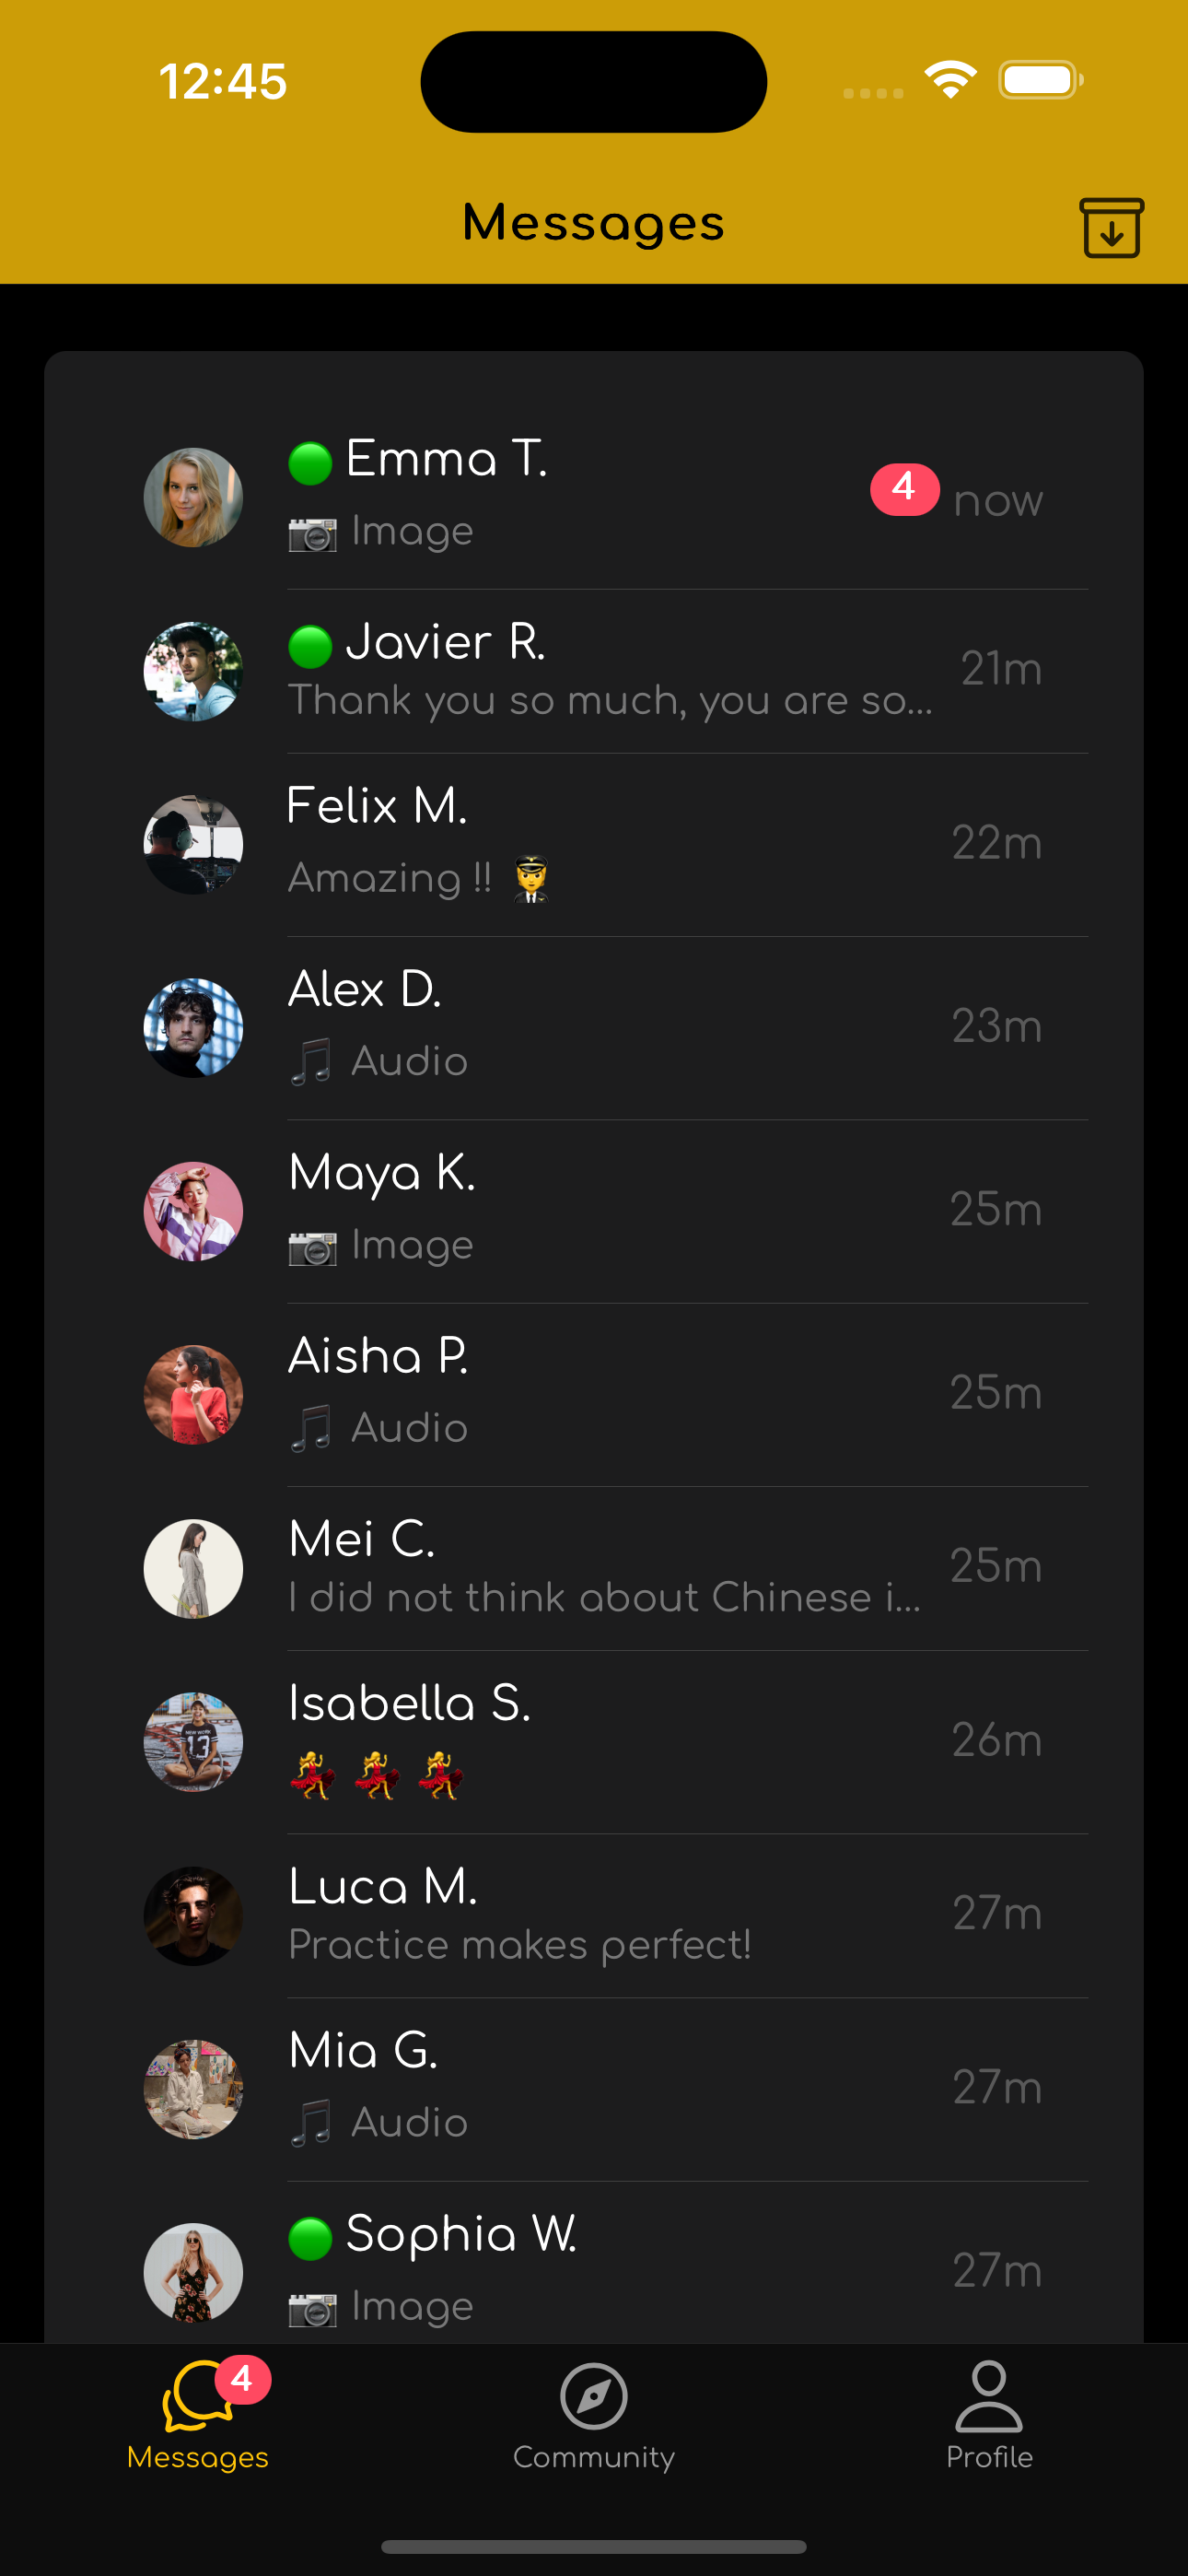 12:45
Messages
🟢 Emma T.
4 now
📷 Image
🟢 Javier R.
21m
Thank you so much, you are so...
Felix M.
22m
Amazing !! 🧑‍✈️
Alex D.
23m
🎵 Audio
Maya K.
25m
📷 Image
Aisha P.
25m
🎵 Audio
Mei C.
25m
I did not think about Chinese i...
Isabella S.
26m
💃 💃 💃
Luca M.
27m
Practice makes perfect!
Mia G.
27m
🎵 Audio
🟢 Sophia W.
27m
📷 Image
4
Messages
Community
Profile